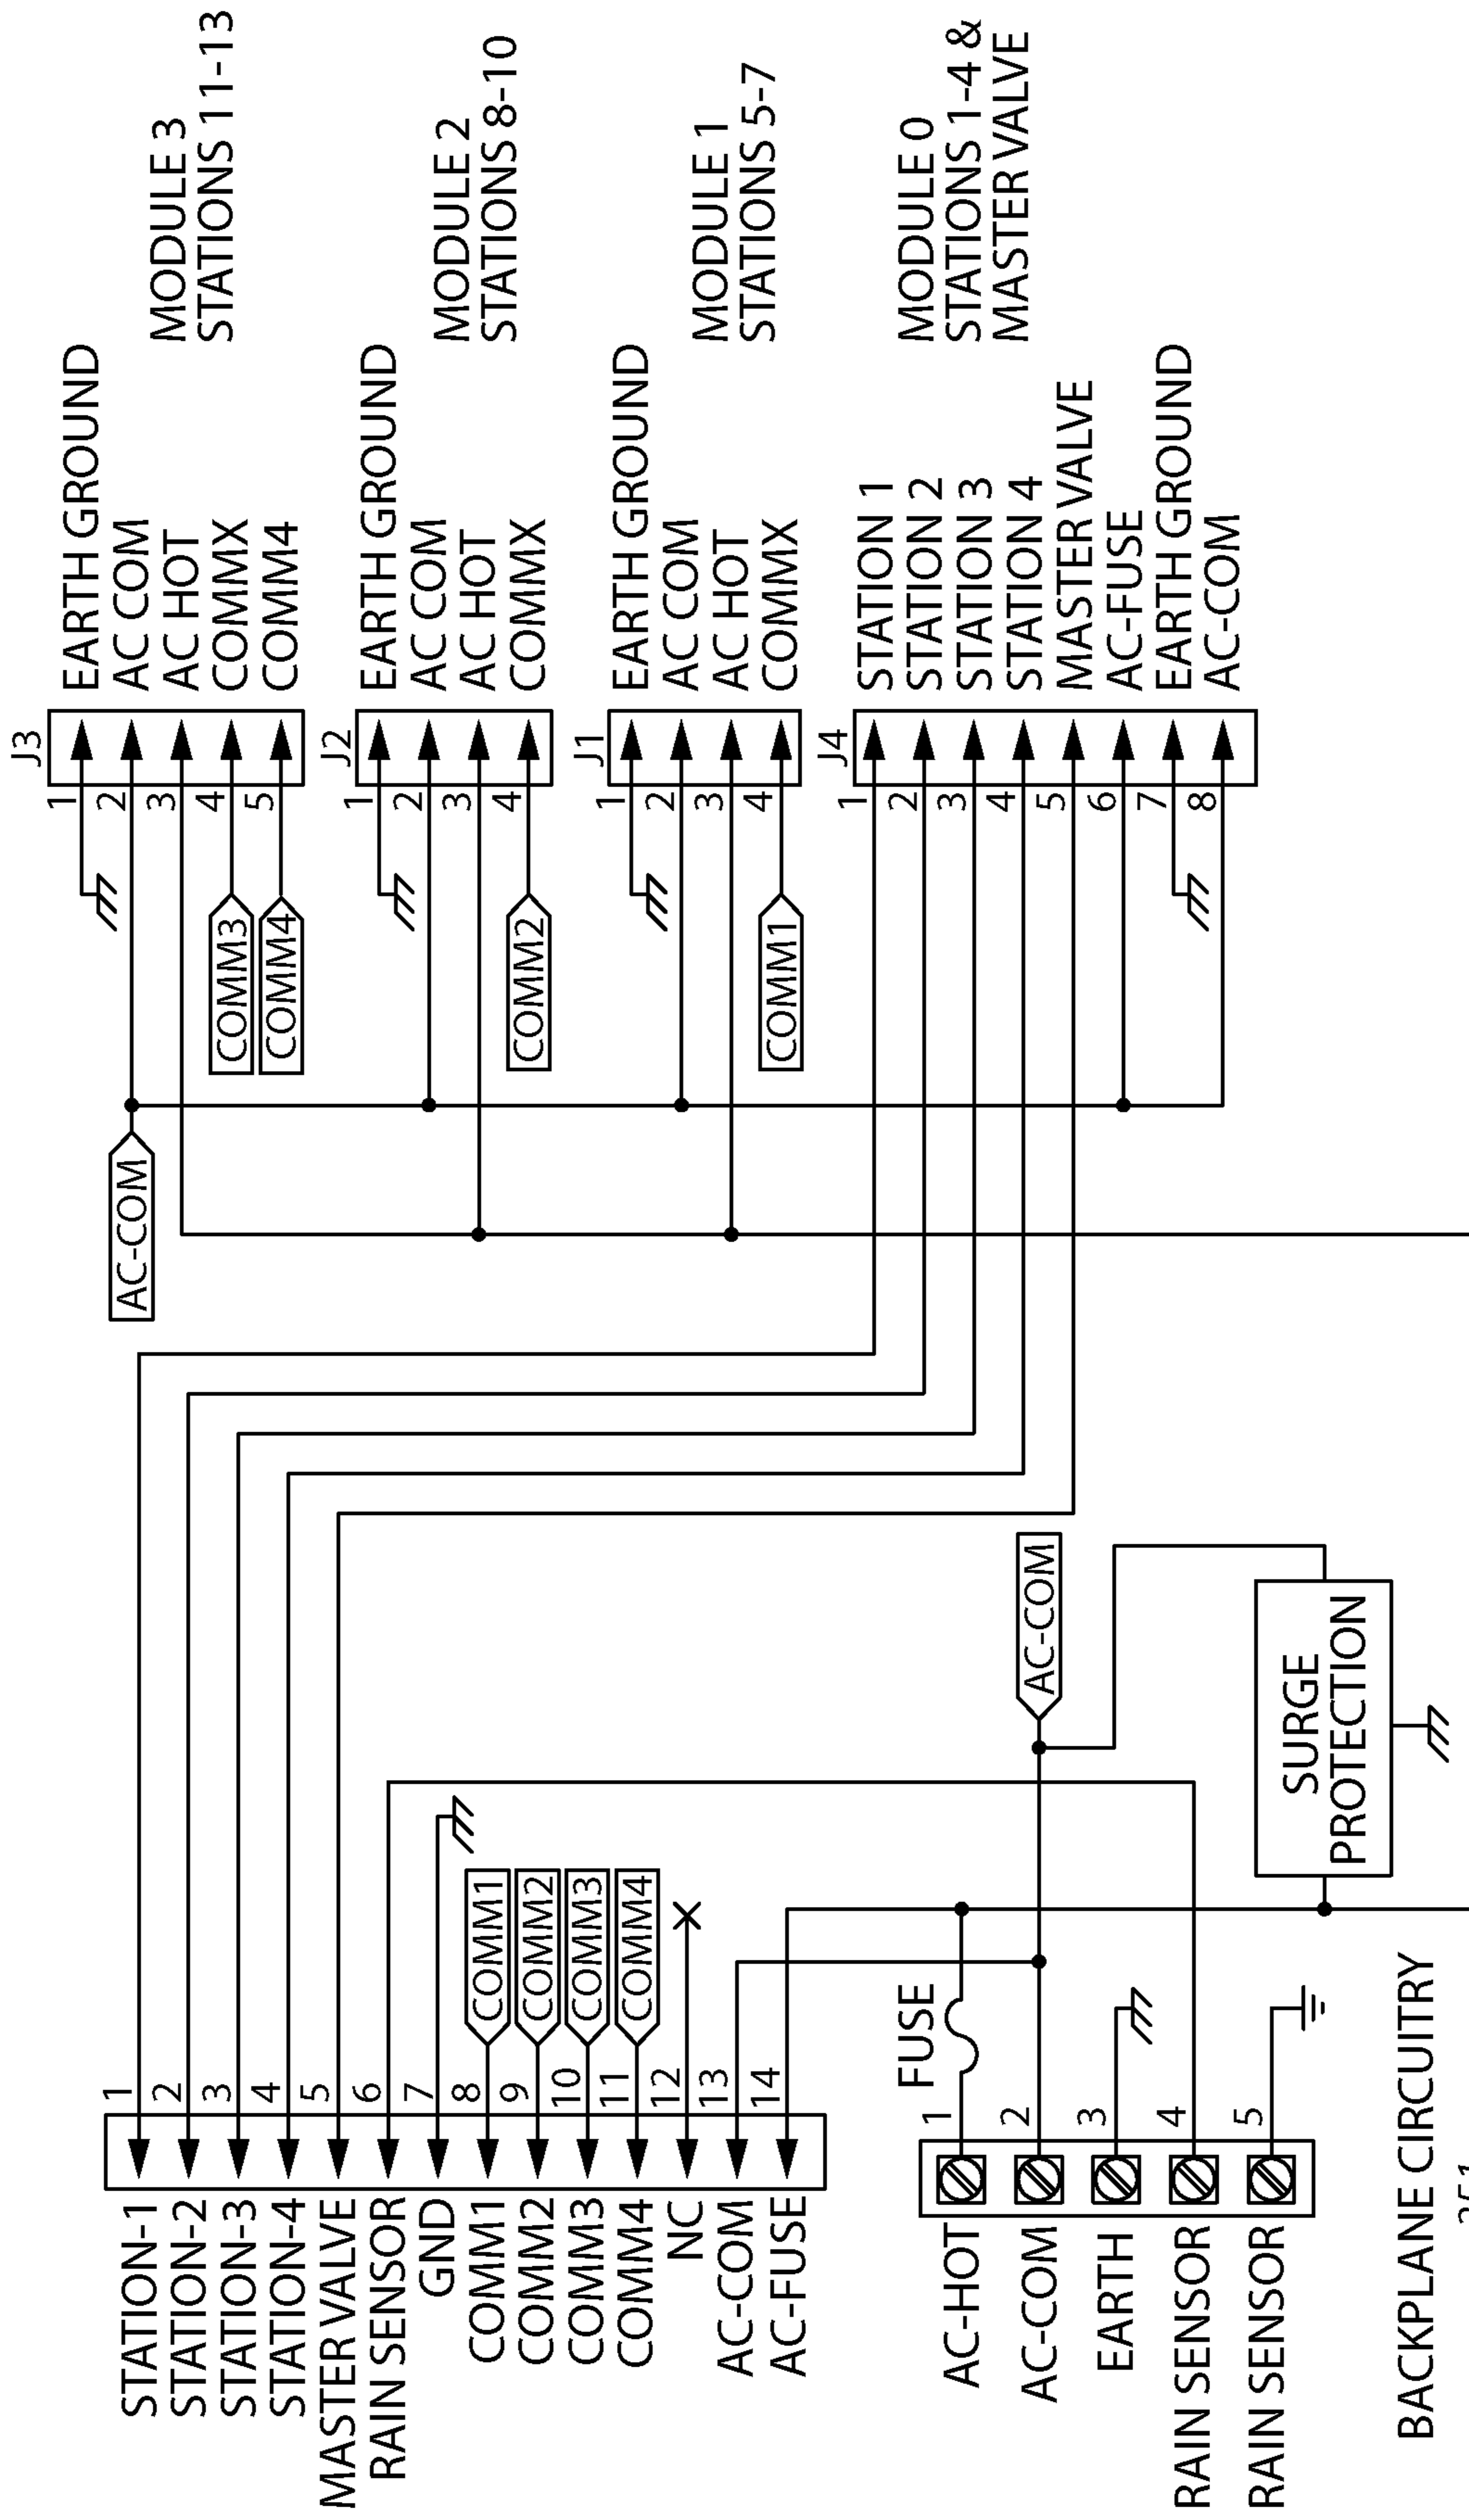 STATION-1
STATION-2
STATION-3
STATION-4
MASTER VALVE
RAIN SENSOR
GND
COMM1
COMM2
COMM3
COMM4
NC
AC-COM
AC-FUSE
1
2
3
4
5
6
7
8
9
10
11
12
13
14
COMM1
COMM2
COMM3
COMM4
AC-HOT
AC-COM
EARTH
RAIN SENSOR
RAIN SENSOR
1
2
3
4
5
FUSE
AC-COM
SURGE
PROTECTION
BACKPLANE CIRCUITRY
AC-COM
J3
1
2
3
4
5
COMM3
COMM4
EARTH GROUND
AC COM
AC HOT
COMMX
COMM4
MODULE 3
STATIONS 11-13
J2
1
2
3
4
COMM2
EARTH GROUND
AC COM
AC HOT
COMMX
MODULE 2
STATIONS 8-10
J1
1
2
3
4
COMM1
EARTH GROUND
AC COM
AC HOT
COMMX
MODULE 1
STATIONS 5-7
J4
1
2
3
4
5
6
7
8
STATION 1
STATION 2
STATION 3
STATION 4
MASTER VALVE
AC-FUSE
EARTH GROUND
AC-COM
MODULE 0
STATIONS 1-4 &
MASTER VALVE